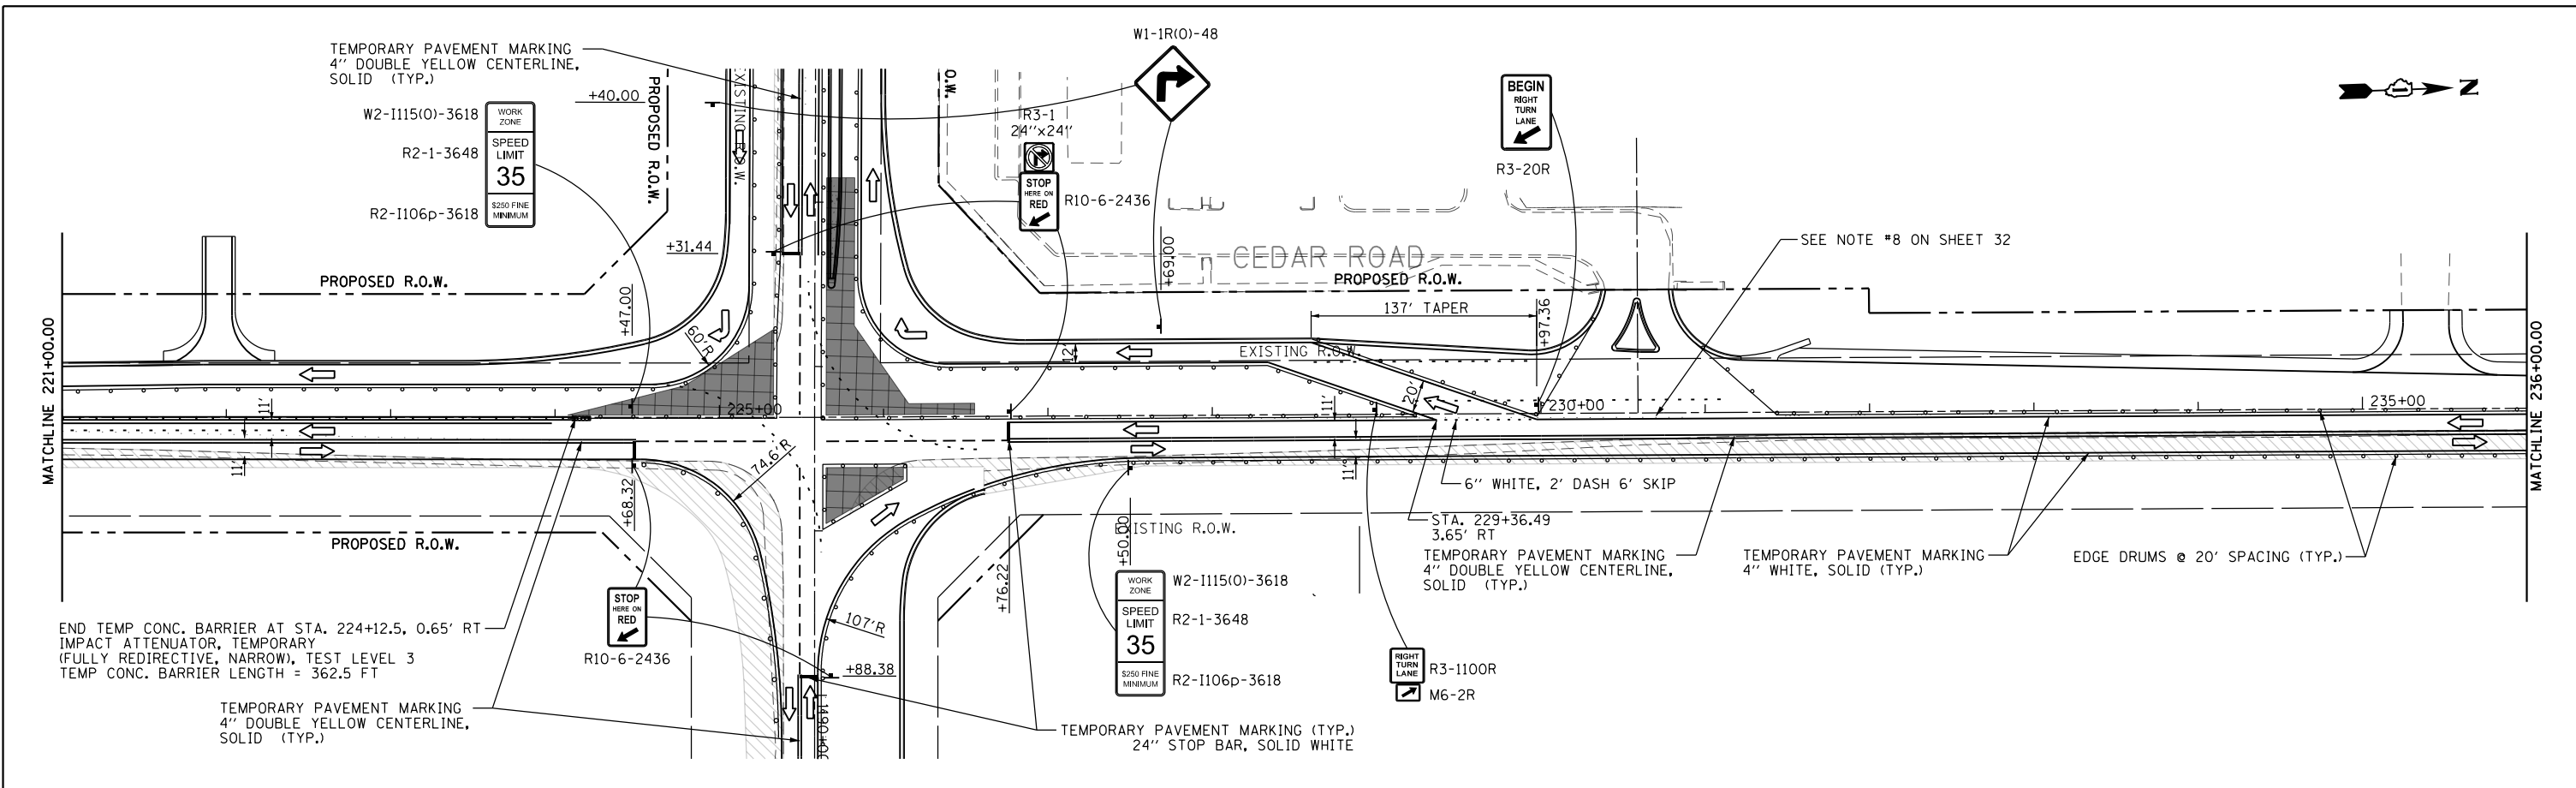 TEMPORARY PAVEMENT MARKING
4" DOUBLE YELLOW CENTERLINE,
SOLID (TYP.)
W2-I115(O)-3618
R2-1-3648
R2-I106p-3618
WORK
ZONE
SPEED
LIMIT
35
$250 FINE
MINIMUM
+40.00
PROPOSED R.O.W.
EXISTING R.O.W.
O.W.
R3-1
24"x24"
STOP
HERE ON
RED
R10-6-2436
W1-1R(O)-48
BEGIN
RIGHT
TURN
LANE
R3-20R
N
+31.44
+47.00
+69.00
CEDAR ROAD
PROPOSED R.O.W.
PROPOSED R.O.W.
137' TAPER
+97.36
SEE NOTE #8 ON SHEET 32
MATCHLINE 221+00.00
MATCHLINE 236+00.00
60'R
12'
EXISTING R.O.W.
20'
11'
11'
225+00
230+00
235+00
11'
11'
74.6'R
+68.32
6" WHITE, 2' DASH 6' SKIP
STA. 229+36.49
3.65' RT
EXISTING R.O.W.
+50.00
+76.22
PROPOSED R.O.W.
TEMPORARY PAVEMENT MARKING
4" DOUBLE YELLOW CENTERLINE,
SOLID (TYP.)
TEMPORARY PAVEMENT MARKING
4" WHITE, SOLID (TYP.)
EDGE DRUMS @ 20' SPACING (TYP.)
END TEMP CONC. BARRIER AT STA. 224+12.5, 0.65' RT
IMPACT ATTENUATOR, TEMPORARY
(FULLY REDIRECTIVE, NARROW), TEST LEVEL 3
TEMP CONC. BARRIER LENGTH = 362.5 FT
STOP
HERE ON
RED
R10-6-2436
107'R
+88.38
WORK
ZONE
SPEED
LIMIT
35
$250 FINE
MINIMUM
W2-I115(O)-3618
R2-1-3648
R2-I106p-3618
RIGHT
TURN
LANE
R3-1100R
M6-2R
TEMPORARY PAVEMENT MARKING
4" DOUBLE YELLOW CENTERLINE,
SOLID (TYP.)
TEMPORARY PAVEMENT MARKING (TYP.)
24" STOP BAR, SOLID WHITE